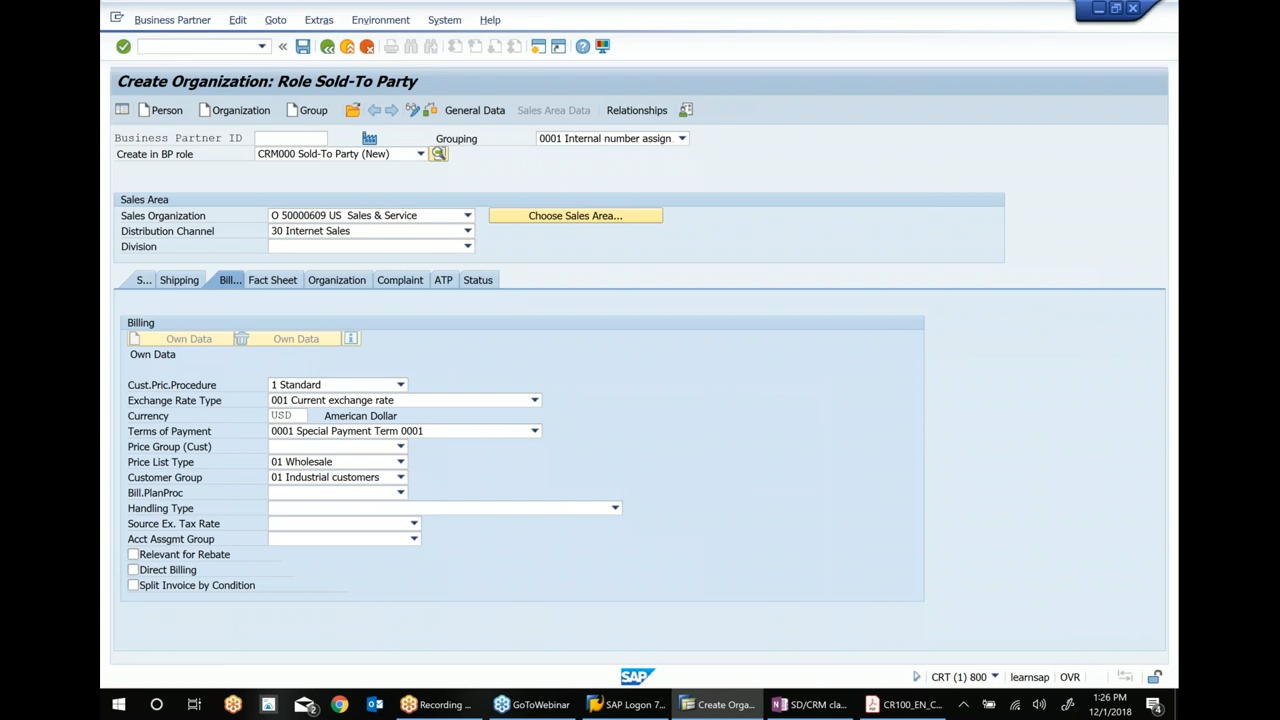 Business Partner Edit Goto Extras Environment System Help
Create Organization: Role Sold-To Party
Person Organization Group General Data Sales Area Data Relationships
Business Partner ID Grouping 0001 Internal number assign
Create in BP role CRM000 Sold-To Party (New)
Sales Area
Sales Organization O 50000609 US Sales & Service Choose Sales Area...
Distribution Channel 30 Internet Sales
Division
S... Shipping Bill... Fact Sheet Organization Complaint ATP Status
Billing
Own Data Own Data
Own Data
Cust.Pric.Procedure 1 Standard
Exchange Rate Type 001 Current exchange rate
Currency USD American Dollar
Terms of Payment 0001 Special Payment Term 0001
Price Group (Cust)
Price List Type 01 Wholesale
Customer Group 01 Industrial customers
Bill.PlanProc
Handling Type
Source Ex. Tax Rate
Acct Assgmt Group
Relevant for Rebate
Direct Billing
Split Invoice by Condition
SAP CRT (1) 800 learnsap OVR
Recording ... GoToWebinar SAP Logon 7... Create Orga... SD/CRM cla... CR100_EN_C... 1:26 PM
12/1/2018